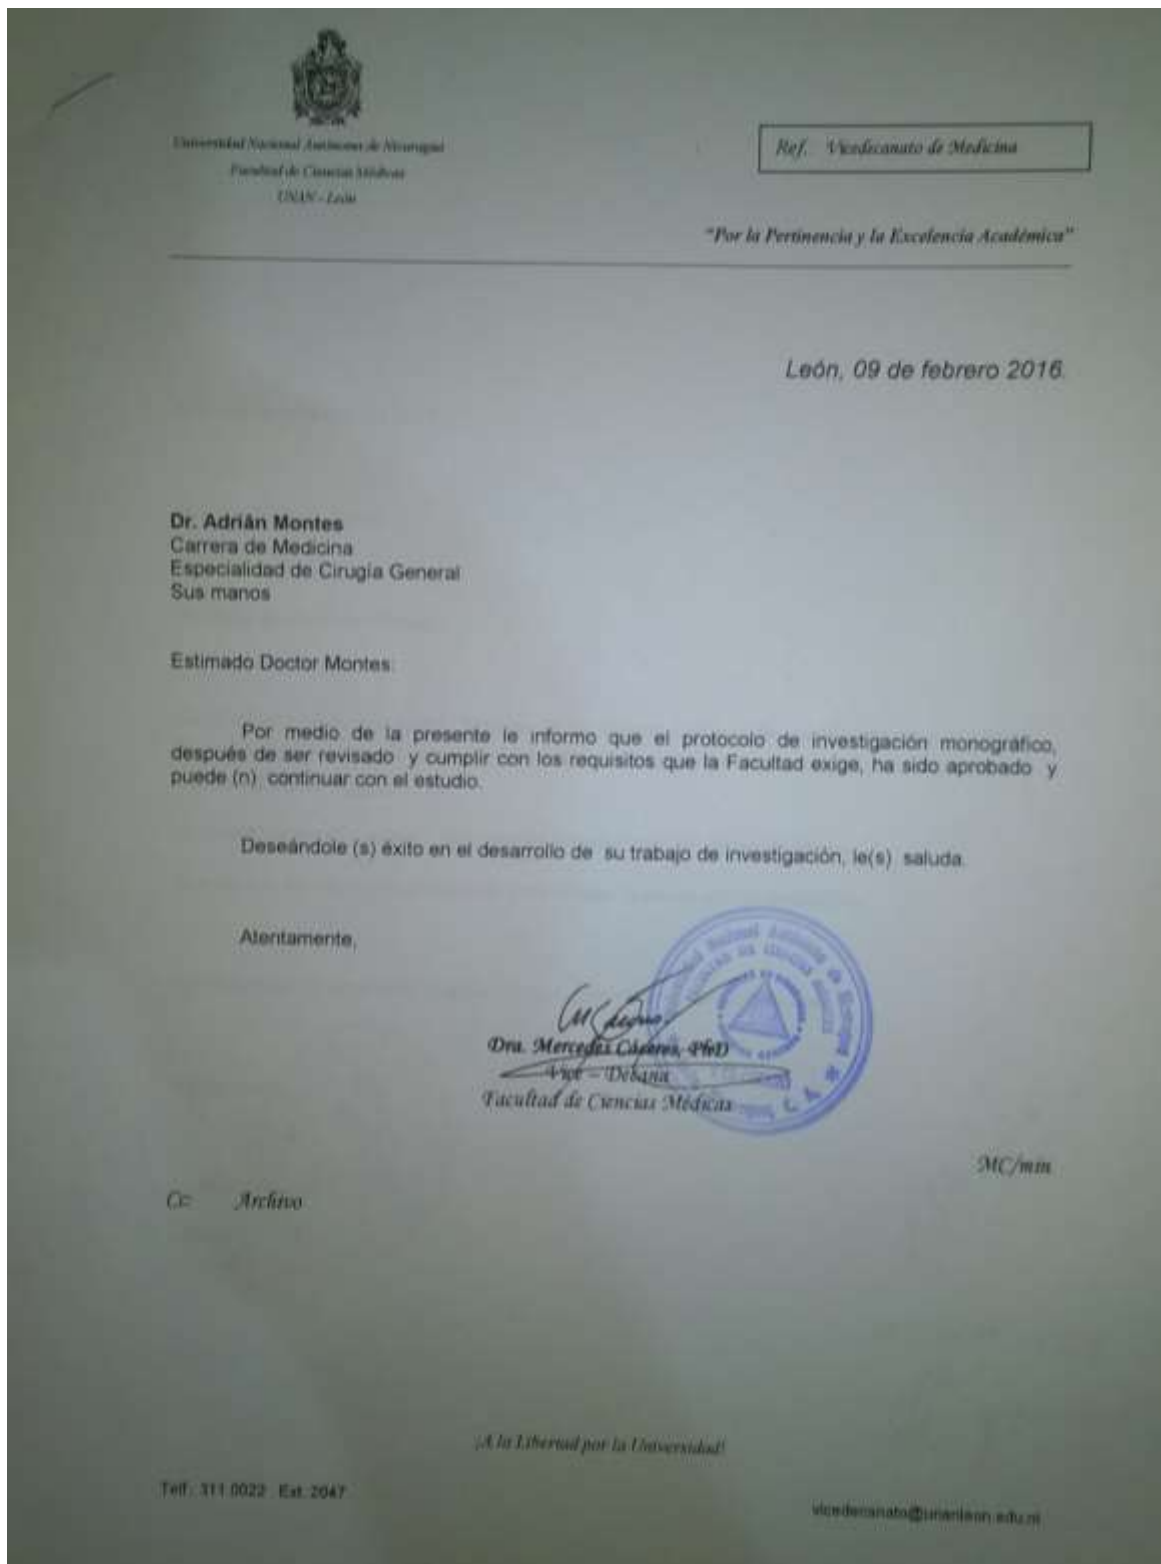 Universidad Nacional Autónoma de Nicaragua
Facultad de Ciencias Médicas
UNAN - León
Ref. Vicedecanato de Medicina
"Por la Pertinencia y la Excelencia Académica"
León, 09 de febrero 2016.
Dr. Adrián Montes
Carrera de Medicina
Especialidad de Cirugía General
Sus manos
Estimado Doctor Montes:
Por medio de la presente le informo que el protocolo de investigación monográfico,
después de ser revisado y cumplir con los requisitos que la Facultad exige, ha sido aprobado y
puede (n) continuar con el estudio.
Deseándole (s) éxito en el desarrollo de su trabajo de investigación, le(s) saluda.
Atentamente,
Dra. Mercedes Cáceres, PhD
Vice - Decana
Facultad de Ciencias Médicas
MC/min
Cc: Archivo
¡A la Libertad por la Universidad!
Telf.: 311 0022 Ext. 2047
vicedecanato@unanleon.edu.ni